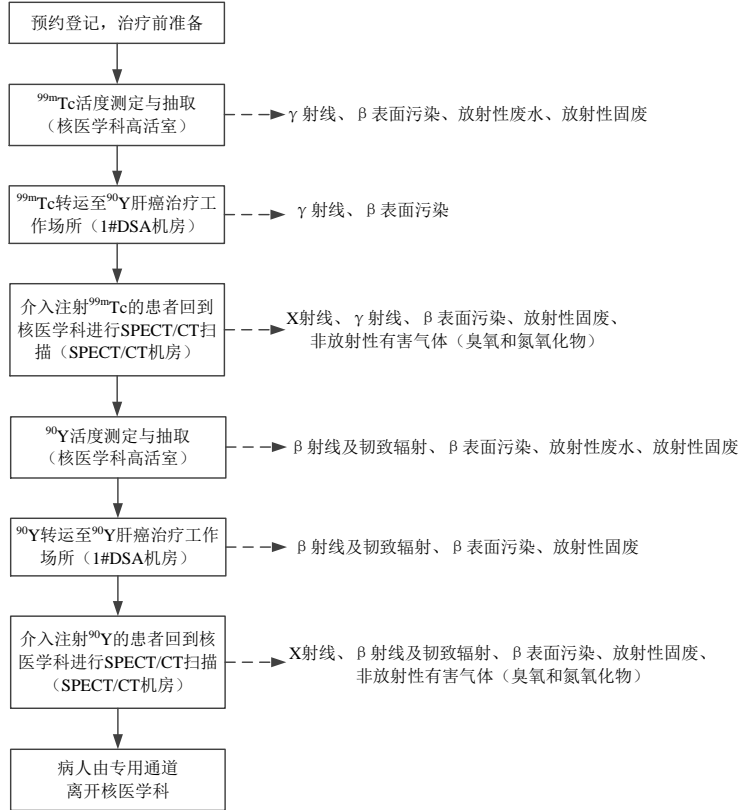 预约登记，治疗前准备
99mTc活度测定与抽取
（核医学科高活室）
γ射线、β表面污染、放射性废水、放射性固废
99mTc转运至90Y肝癌治疗工
作场所（1#DSA机房）
γ射线、β表面污染
介入注射99mTc的患者回到
核医学科进行SPECT/CT扫
描（SPECT/CT机房）
X射线、γ射线、β表面污染、放射性固废、
非放射性有害气体（臭氧和氮氧化物）
90Y活度测定与抽取
（核医学科高活室）
β射线及韧致辐射、β表面污染、放射性废水、放射性固废
90Y转运至90Y肝癌治疗工作
场所（1#DSA机房）
β射线及韧致辐射、β表面污染、放射性固废
介入注射90Y的患者回到核
医学科进行SPECT/CT扫描
（SPECT/CT机房）
X射线、β射线及韧致辐射、β表面污染、放射性固废、
非放射性有害气体（臭氧和氮氧化物）
病人由专用通道
离开核医学科